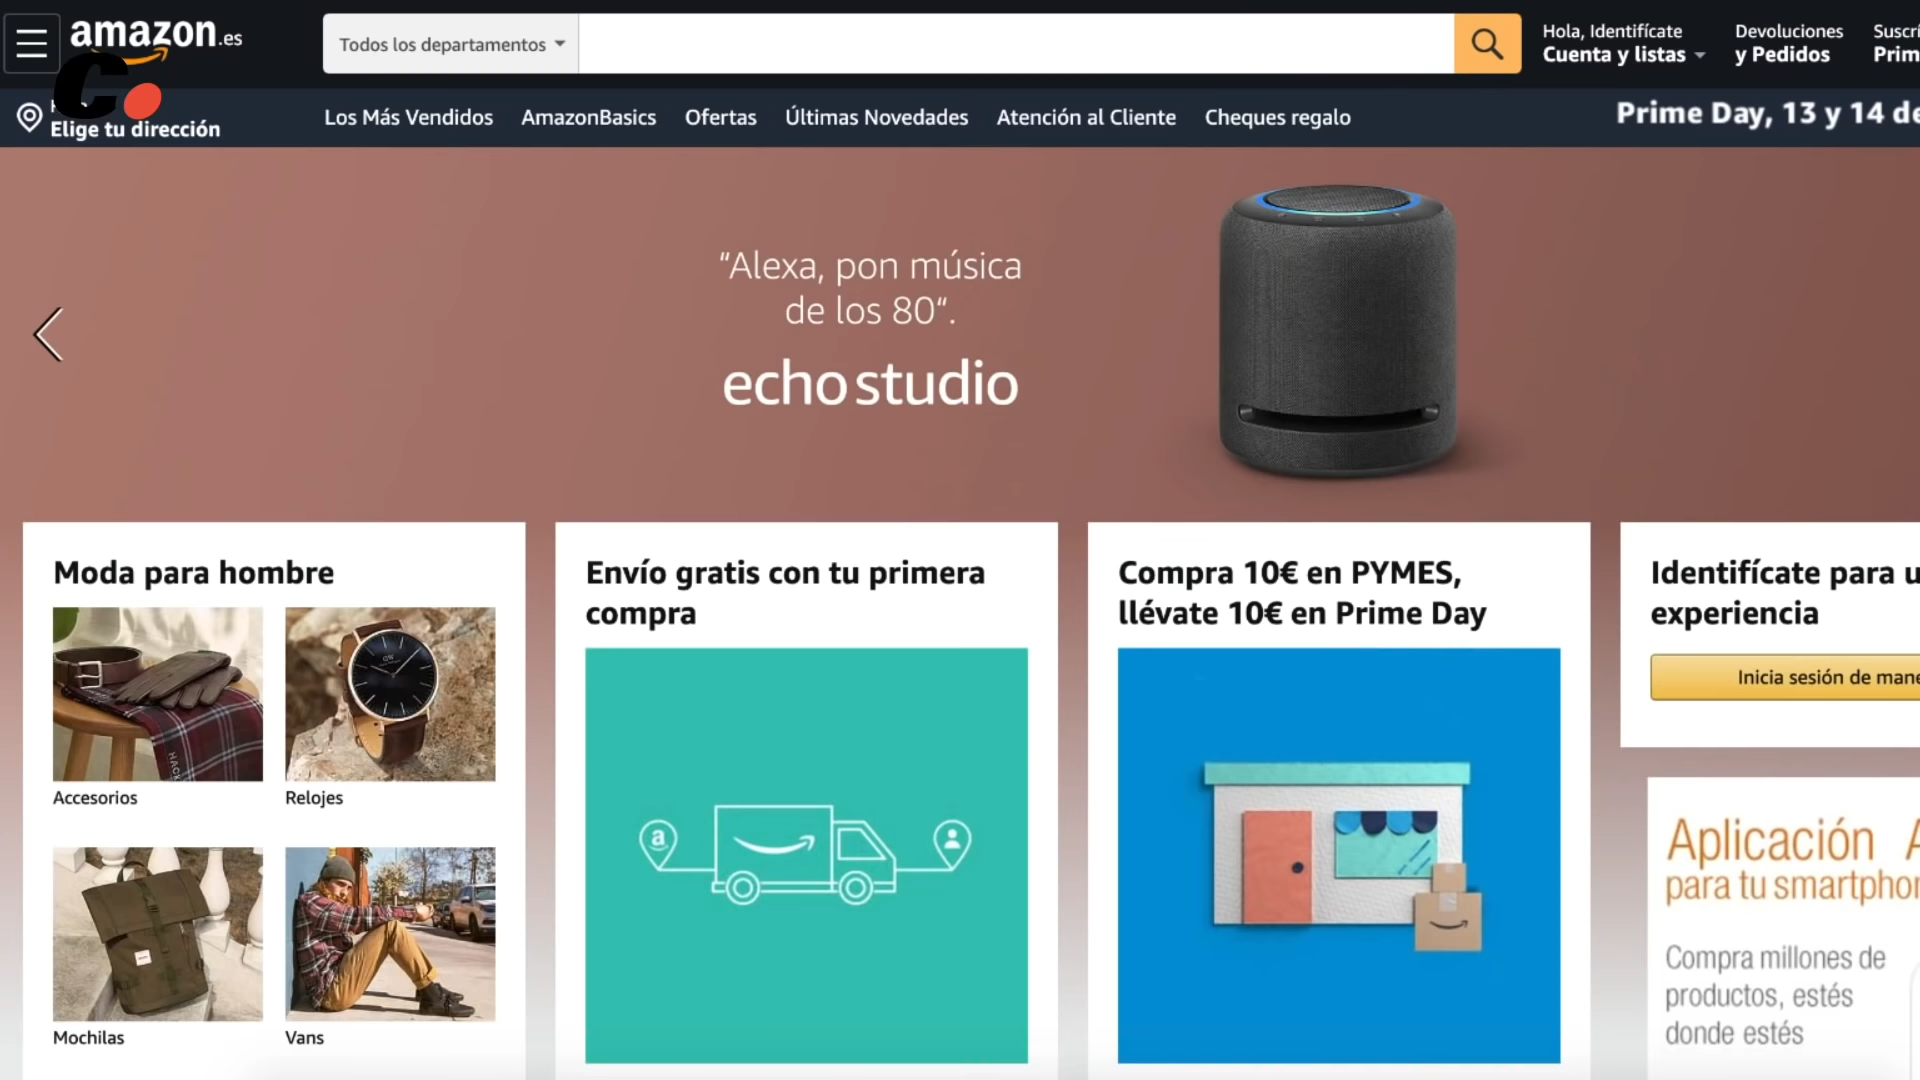 amazon.es
Todos los departamentos
Hola, Identifícate
Cuenta y listas
Devoluciones
y Pedidos
C.
Elige tu dirección
Los Más Vendidos
AmazonBasics
Ofertas
Últimas Novedades
Atención al Cliente
Cheques regalo
Prime Day, 13 y 14 de
“Alexa, pon música
de los 80“.
echo studio
Moda para hombre
Accesorios
Relojes
Mochilas
Vans
Envío gratis con tu primera
compra
a
Compra 10€ en PYMES,
llévate 10€ en Prime Day
Identifícate para u
experiencia
Inicia sesión de mane
Aplicación A
para tu smartphon
Compra millones de
productos, estés
donde estés